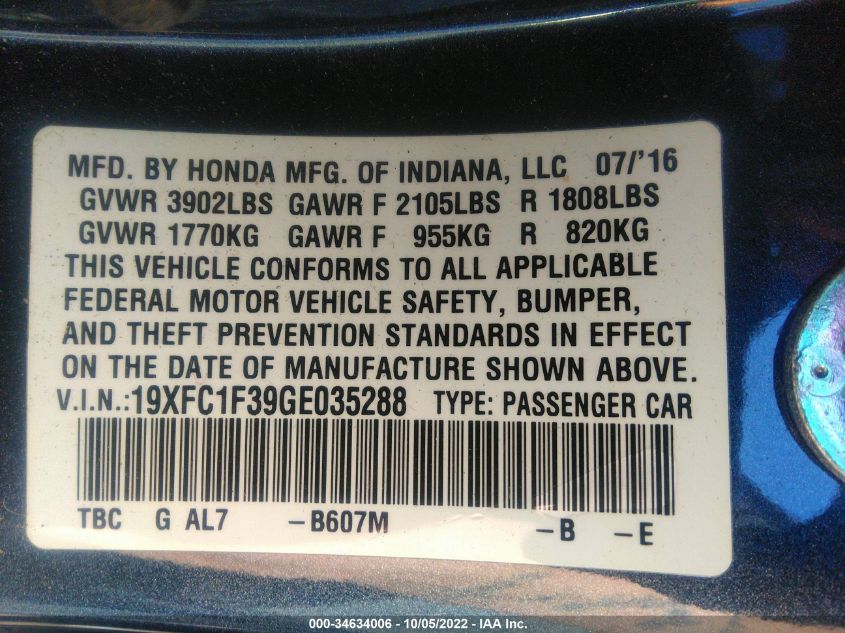 MFD. BY HONDA MFG. OF INDIANA, LLC 07/'16
GVWR 3902LBS GAWR F 2105LBS R 1808LBS
GVWR 1770KG GAWR F 955KG R 820KG
THIS VEHICLE CONFORMS TO ALL APPLICABLE
FEDERAL MOTOR VEHICLE SAFETY, BUMPER,
AND THEFT PREVENTION STANDARDS IN EFFECT
ON THE DATE OF MANUFACTURE SHOWN ABOVE.
V.I.N.:19XFC1F39GE035288 TYPE: PASSENGER CAR
TBC G AL7 -B607M -B -E
000-34634006 - 10/05/2022 - IAA Inc.